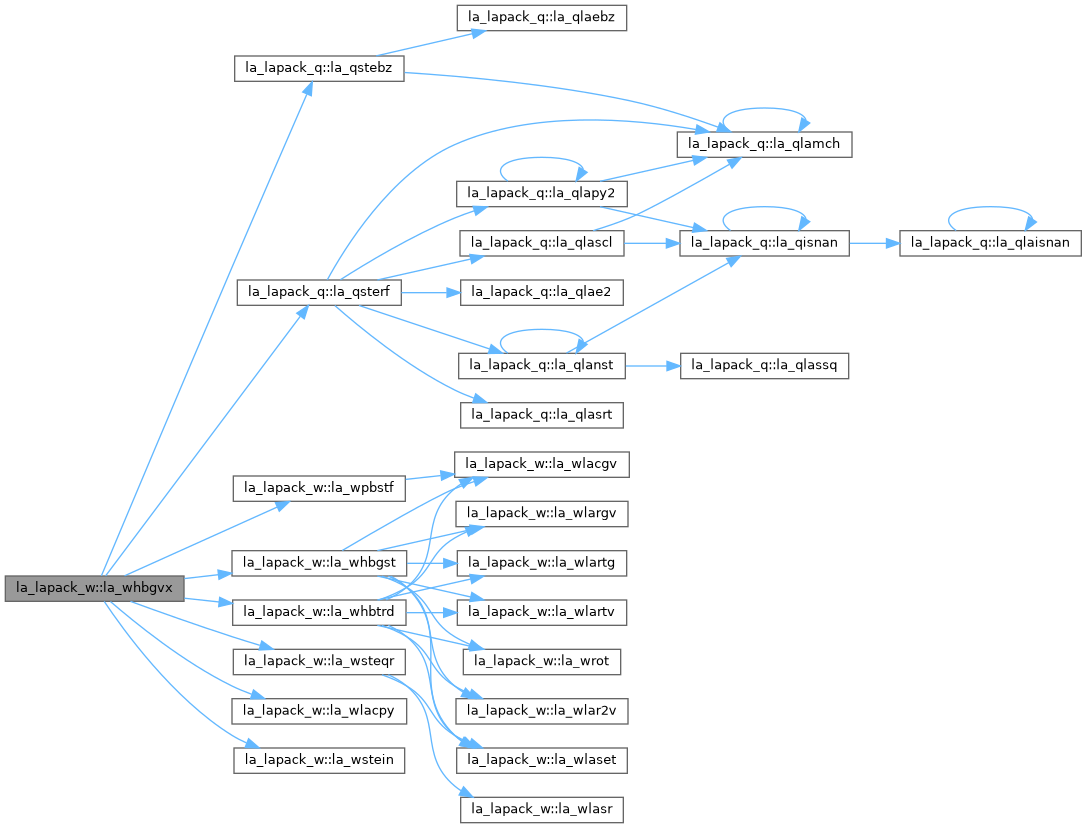 la_lapack_q::la_qlaebz
la_lapack_q::la_qstebz
la_lapack_q::la_qlamch
la_lapack_q::la_qlapy2
la_lapack_q::la_qlascl
la_lapack_q::la_qisnan
la_lapack_q::la_qlaisnan
la_lapack_q::la_qsterf
la_lapack_q::la_qlae2
la_lapack_q::la_qlanst
la_lapack_q::la_qlassq
la_lapack_q::la_qlasrt
la_lapack_w::la_wlacgv
la_lapack_w::la_wpbstf
la_lapack_w::la_wlargv
la_lapack_w::la_whbgst
la_lapack_w::la_wlartg
la_lapack_w::la_whbgvx
la_lapack_w::la_whbtrd
la_lapack_w::la_wlartv
la_lapack_w::la_wsteqr
la_lapack_w::la_wrot
la_lapack_w::la_wlacpy
la_lapack_w::la_wlar2v
la_lapack_w::la_wstein
la_lapack_w::la_wlaset
la_lapack_w::la_wlasr